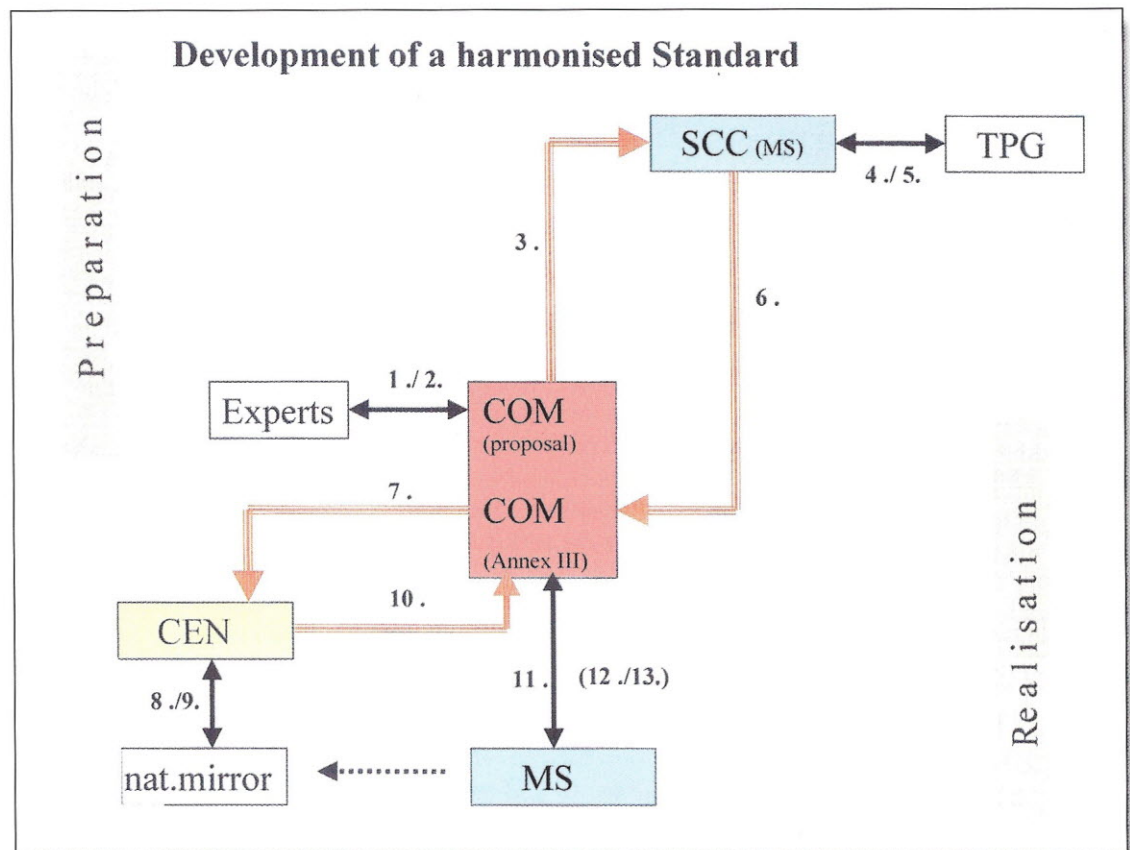 Development of a harmonised Standard
Preparation
SCC (MS)
TPG
4 ./ 5.
3 .
6 .
1 ./ 2.
Experts
COM
(proposal)
7 .
COM
(Annex III)
10 .
CEN
11 . (12 ./13.)
8 ./9.
nat.mirror
MS
Realisation